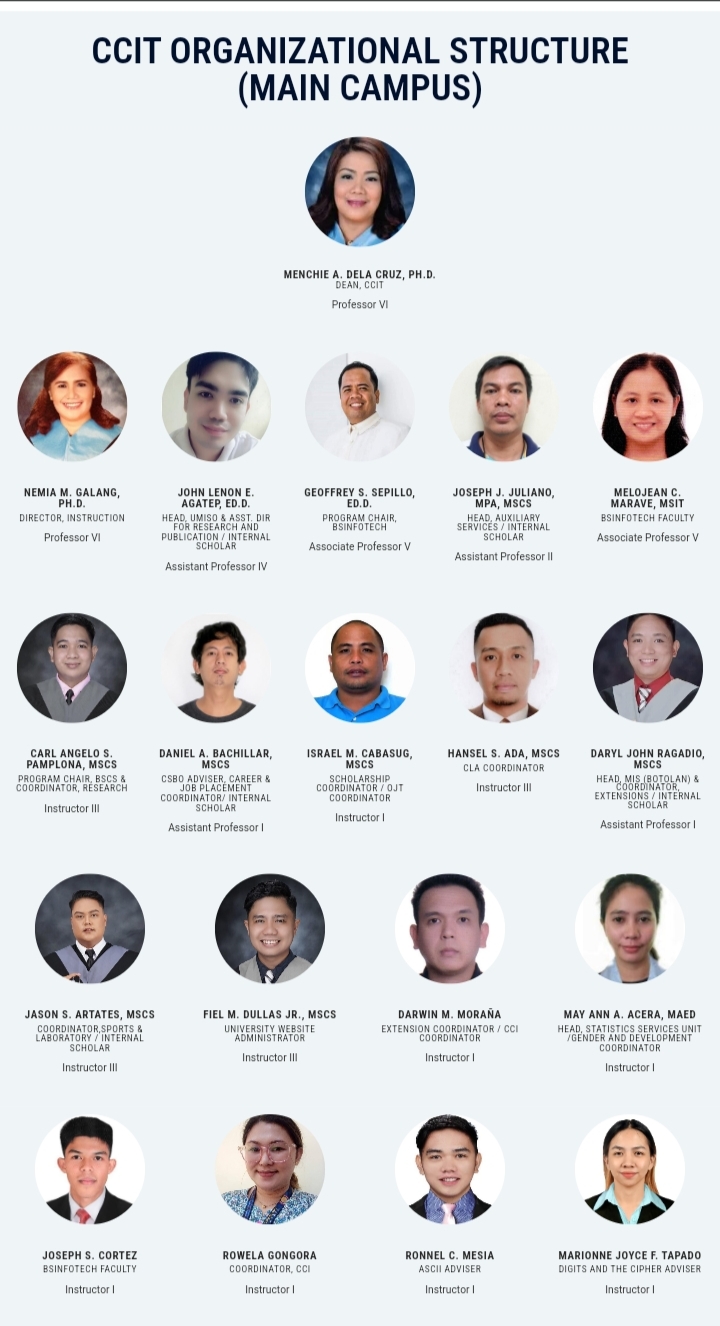 CCIT ORGANIZATIONAL STRUCTURE
(MAIN CAMPUS)
MENCHIE A. DELA CRUZ, PH.D.
DEAN, CCIT
Professor VI
NEMIA M. GALANG,
PH.D.
DIRECTOR, INSTRUCTION
Professor VI
JOHN LENON E.
AGATEP, ED.D.
HEAD, UMISO & ASST. DIR
FOR RESEARCH AND
PUBLICATION / INTERNAL
SCHOLAR
Assistant Professor IV
GEOFFREY S. SEPILLO,
ED.D.
PROGRAM CHAIR,
BSINFOTECH
Associate Professor V
JOSEPH J. JULIANO,
MPA, MSCS
HEAD, AUXILIARY
SERVICES / INTERNAL
SCHOLAR
Assistant Professor II
MELOJEAN C.
MARAVE, MSIT
BSINFOTECH FACULTY
Associate Professor V
CARL ANGELO S.
PAMPLONA, MSCS
PROGRAM CHAIR, BSCS &
COORDINATOR, RESEARCH
Instructor III
DANIEL A. BACHILLAR,
MSCS
CSBO ADVISER, CAREER &
JOB PLACEMENT
COORDINATOR/ INTERNAL
SCHOLAR
Assistant Professor I
ISRAEL M. CABASUG,
MSCS
SCHOLARSHIP
COORDINATOR / OJT
COORDINATOR
Instructor I
HANSEL S. ADA, MSCS
CLA COORDINATOR
Instructor III
DARYL JOHN RAGADIO,
MSCS
HEAD, MIS (BOTOLAN) &
COORDINATOR,
EXTENSIONS / INTERNAL
SCHOLAR
Assistant Professor I
JASON S. ARTATES, MSCS
COORDINATOR,SPORTS &
LABORATORY / INTERNAL
SCHOLAR
Instructor III
FIEL M. DULLAS JR., MSCS
UNIVERSITY WEBSITE
ADMINISTRATOR
Instructor III
DARWIN M. MORAÑA
EXTENSION COORDINATOR / CCI
COORDINATOR
Instructor I
MAY ANN A. ACERA, MAED
HEAD, STATISTICS SERVICES UNIT
/GENDER AND DEVELOPMENT
COORDINATOR
Instructor I
JOSEPH S. CORTEZ
BSINFOTECH FACULTY
Instructor I
ROWELA GONGORA
COORDINATOR, CCI
Instructor I
RONNEL C. MESIA
ASCII ADVISER
Instructor I
MARIONNE JOYCE F. TAPADO
DIGITS AND THE CIPHER ADVISER
Instructor I